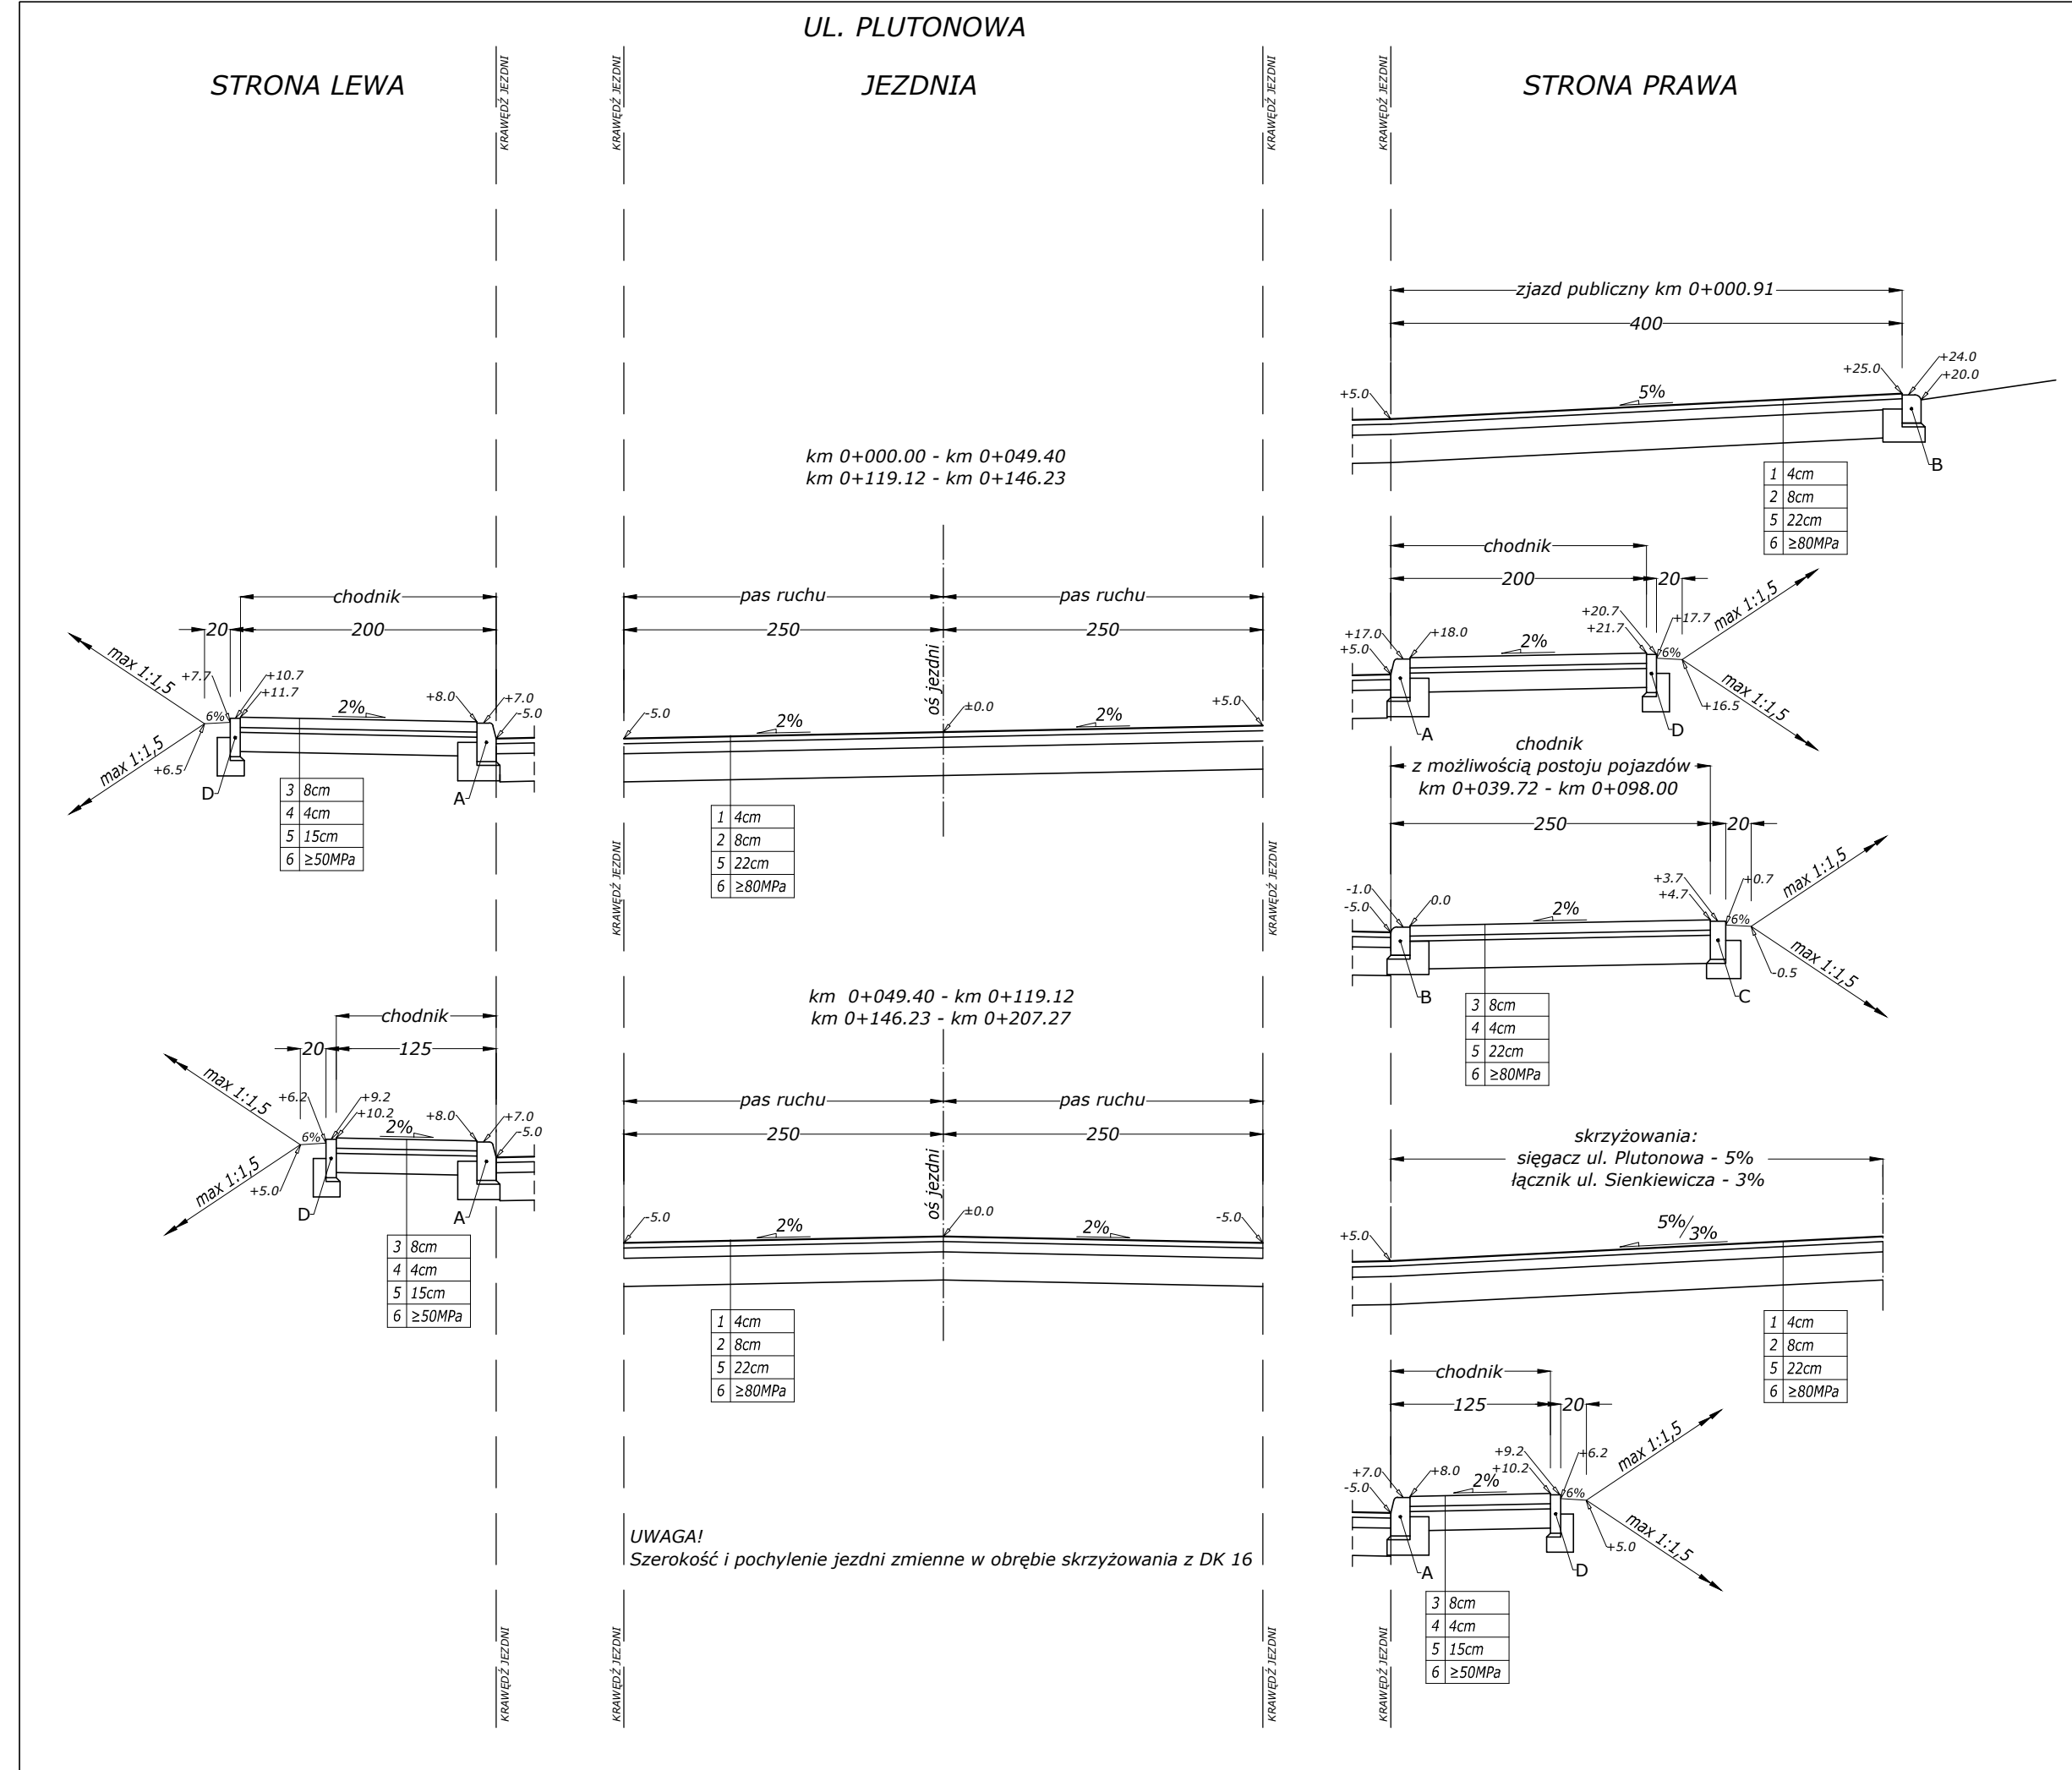 UL. PLUTONOWA
STRONA LEWA
JEZDNIA
STRONA PRAWA
KRAWĘDŹ JEZDNI
KRAWĘDŹ JEZDNI
KRAWĘDŹ JEZDNI
KRAWĘDŹ JEZDNI
zjazd publiczny km 0+000.91
400
+5.0
5%
+25.0
+24.0
+20.0
B
1 4cm
2 8cm
5 22cm
6 ≥80MPa
km 0+000.00 - km 0+049.40
km 0+119.12 - km 0+146.23
chodnik
20
200
max 1:1,5
max 1:1,5
+7.7
+10.7
+11.7
6%
+6.5
2%
+8.0
+7.0
-5.0
D
A
3 8cm
4 4cm
5 15cm
6 ≥50MPa
pas ruchu
pas ruchu
250
250
oś jezdni
-5.0
2%
±0.0
2%
+5.0
1 4cm
2 8cm
5 22cm
6 ≥80MPa
chodnik
200
20
+17.0
+5.0
+18.0
2%
+20.7
+21.7
+17.7
6%
+16.5
max 1:1,5
max 1:1,5
A
D
chodnik
z możliwością postoju pojazdów
km 0+039.72 - km 0+098.00
250
20
-1.0
-5.0
0.0
2%
+3.7
+4.7
+0.7
6%
-0.5
max 1:1,5
max 1:1,5
B
C
3 8cm
4 4cm
5 22cm
6 ≥80MPa
KRAWĘDŹ JEZDNI
KRAWĘDŹ JEZDNI
km 0+049.40 - km 0+119.12
km 0+146.23 - km 0+207.27
chodnik
20
125
max 1:1,5
max 1:1,5
+6.2
+9.2
+10.2
6%
+5.0
2%
+8.0
+7.0
-5.0
D
A
3 8cm
4 4cm
5 15cm
6 ≥50MPa
pas ruchu
pas ruchu
250
250
oś jezdni
-5.0
2%
±0.0
2%
-5.0
1 4cm
2 8cm
5 22cm
6 ≥80MPa
skrzyżowania:
sięgacz ul. Plutonowa - 5%
łącznik ul. Sienkiewicza - 3%
+5.0
5%/3%
1 4cm
2 8cm
5 22cm
6 ≥80MPa
chodnik
125
20
+7.0
-5.0
+8.0
2%
+9.2
+10.2
+6.2
6%
+5.0
max 1:1,5
max 1:1,5
A
D
3 8cm
4 4cm
5 15cm
6 ≥50MPa
UWAGA!
Szerokość i pochylenie jezdni zmienne w obrębie skrzyżowania z DK 16
KRAWĘDŹ JEZDNI
KRAWĘDŹ JEZDNI
KRAWĘDŹ JEZDNI
KRAWĘDŹ JEZDNI